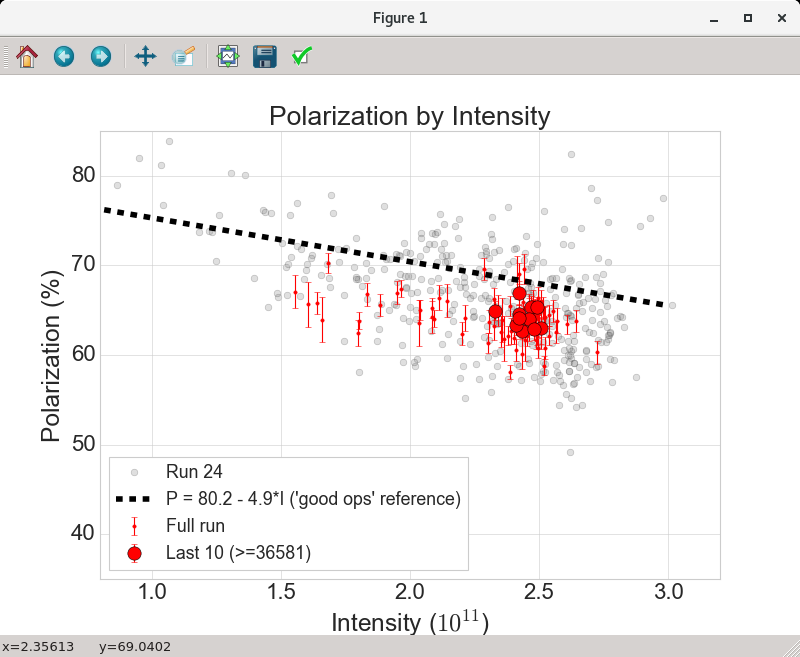 Figure 1
Polarization by Intensity
Polarization (%)
80
70
60
50
40
Run 24
P = 80.2 - 4.9*I ('good ops' reference)
Full run
Last 10 (>=36581)
1.0 1.5 2.0 2.5 3.0
Intensity (10¹¹)
x=2.35613 y=69.0402